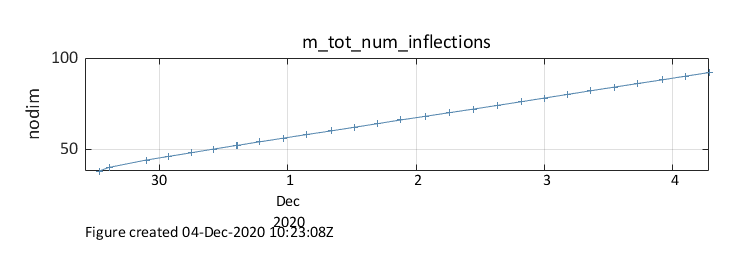 m_tot_num_inflections
100
nodim
50
30 1 2 3 4
Dec
2020
Figure created 04-Dec-2020 10:23:08Z